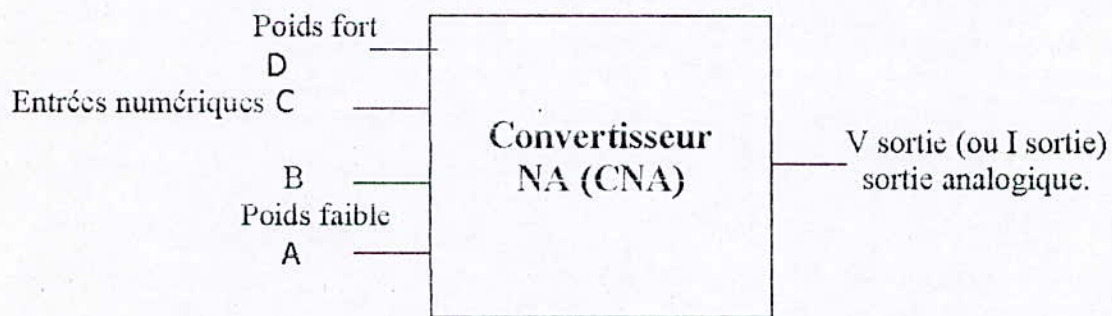 Poids fort
D
Entrées numériques C
B
Poids faible
A
Convertisseur
NA (CNA)
V sortie (ou I sortie)
sortie analogique.